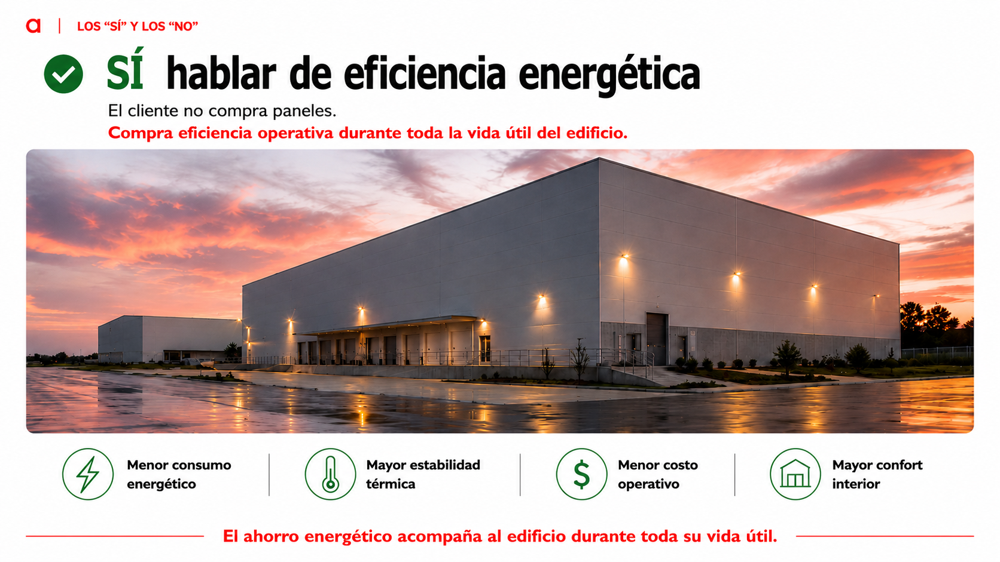 a | LOS “SÍ” Y LOS “NO”
SÍ hablar de eficiencia energética
El cliente no compra paneles.
Compra eficiencia operativa durante toda la vida útil del edificio.
Menor consumo
energético
Mayor estabilidad
térmica
$
Menor costo
operativo
Mayor confort
interior
El ahorro energético acompaña al edificio durante toda su vida útil.